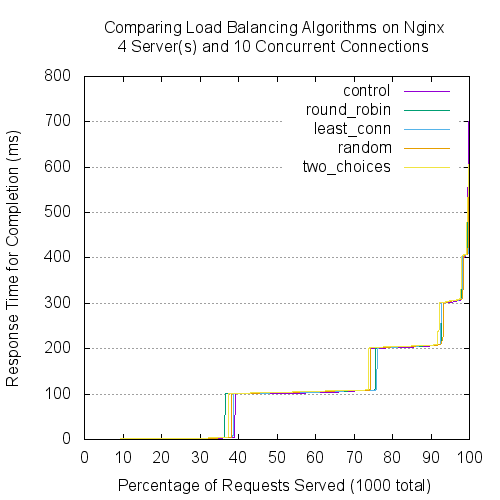 Comparing Load Balancing Algorithms on Nginx
4 Server(s) and 10 Concurrent Connections
control
round_robin
least_conn
random
two_choices
Response Time for Completion (ms)
800
700
600
500
400
300
200
100
0
0 10 20 30 40 50 60 70 80 90 100
Percentage of Requests Served (1000 total)